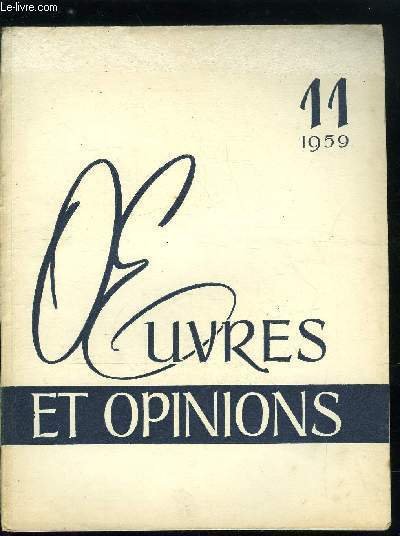 Le-livre.com
11
1959
Œuvres
ET OPINIONS